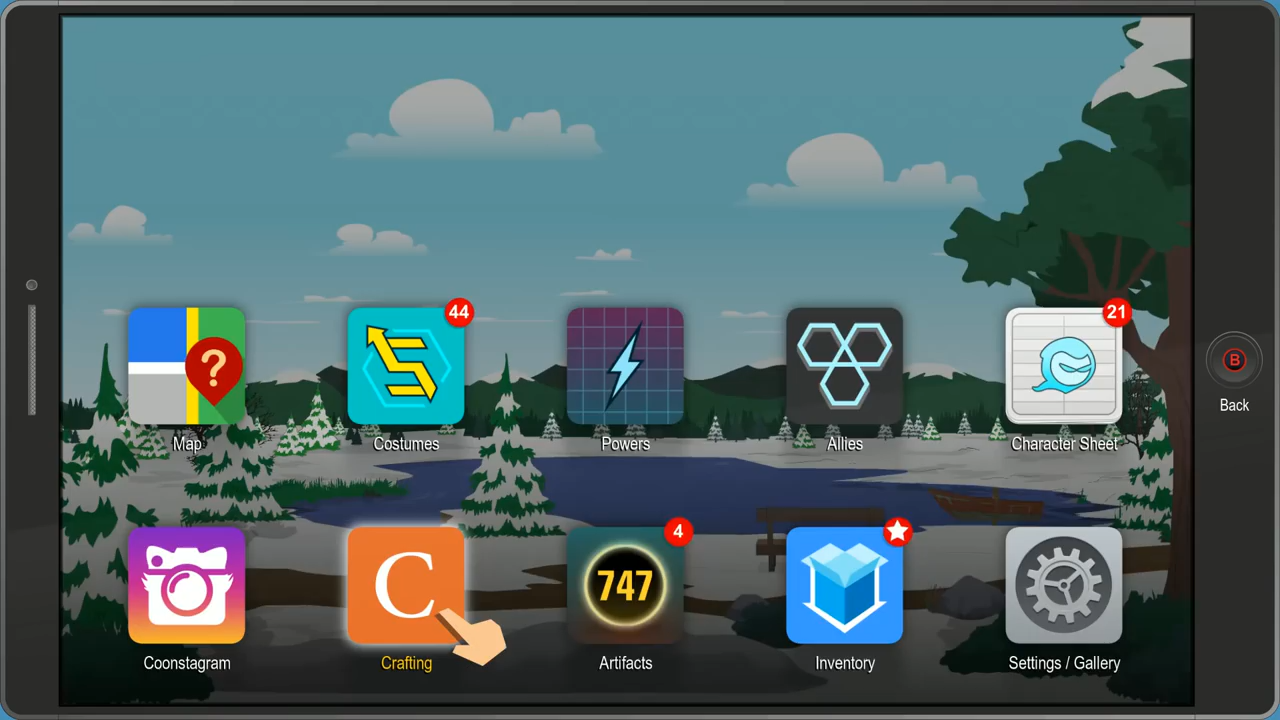 44
21
?
B
Map
Costumes
Powers
Allies
Character Sheet
Back
4
C
747
Coonstagram
Crafting
Artifacts
Inventory
Settings / Gallery